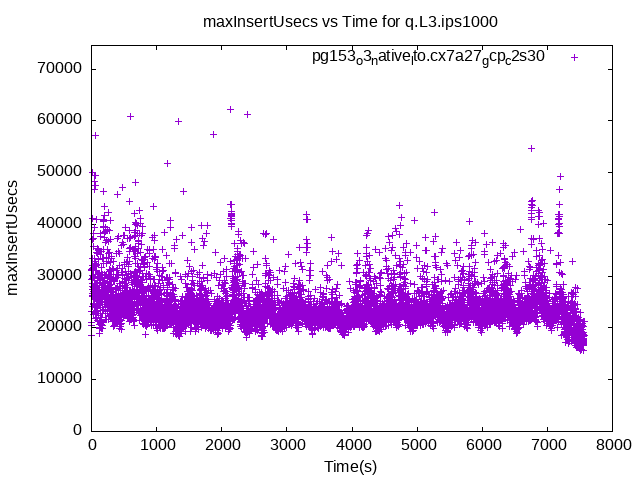 maxInsertUsecs vs Time for q.L3.ips1000
pg153o3nativelto.cx7a27gcpc2s30
70000
60000
50000
40000
30000
20000
10000
0
maxInsertUsecs
0 1000 2000 3000 4000 5000 6000 7000 8000
Time(s)